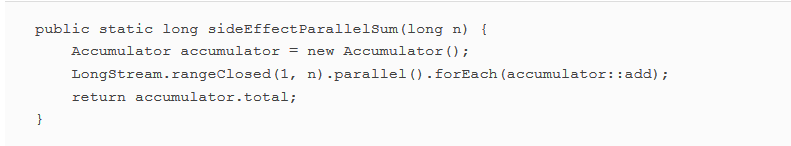 public static long sideEffectParallelSum(long n) {
    Accumulator accumulator = new Accumulator();
    LongStream.rangeClosed(1, n).parallel().forEach(accumulator::add);
    return accumulator.total;
}